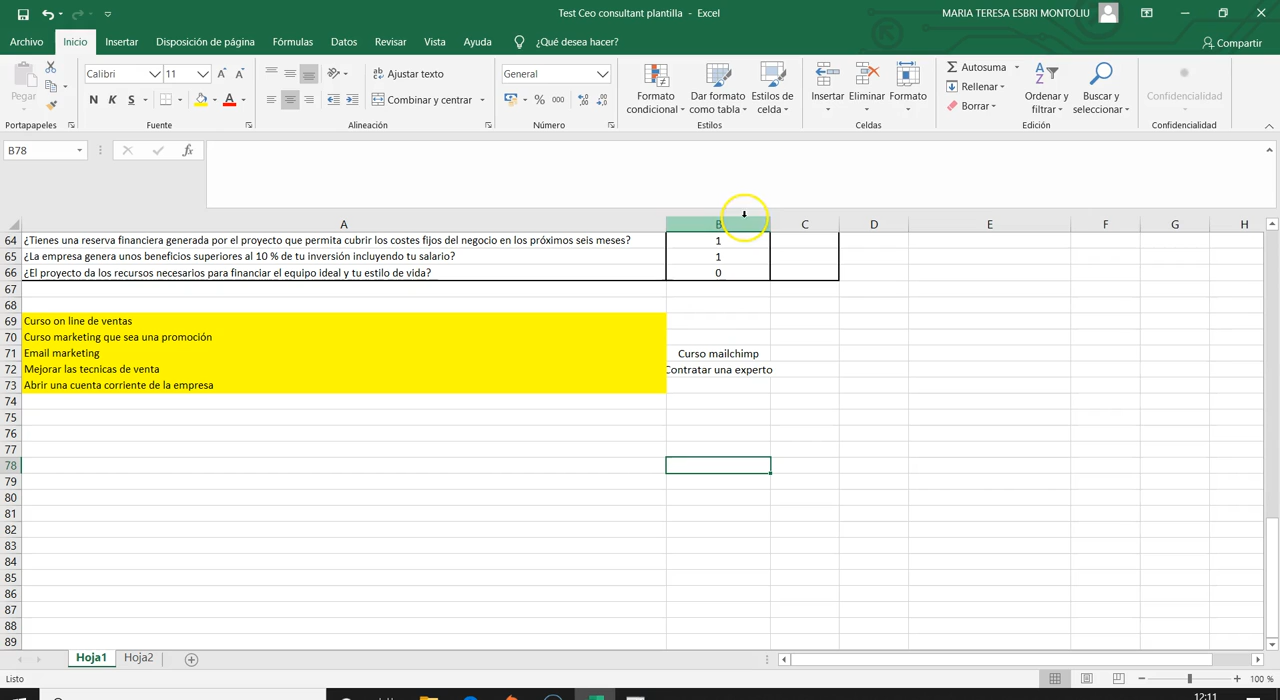 Test Ceo consultant plantilla - Excel
MARIA TERESA ESBRI MONTOLIU
Archivo Inicio Insertar Disposición de página Fórmulas Datos Revisar Vista Ayuda ¿Qué desea hacer? Compartir
Pegar
Calibri 11
N K S A A A
Ajustar texto
Combinar y centrar
General
% 000
Formato condicional
Dar formato como tabla
Estilos de celda
Insertar Eliminar Formato
Autosuma
Rellenar
Borrar
Ordenar y filtrar
Buscar y seleccionar
Confidencialidad
Portapapeles Fuente Alineación Número Estilos Celdas Edición Confidencialidad
B78 fx
A B C D E F G H
64 ¿Tienes una reserva financiera generada por el proyecto que permita cubrir los costes fijos del negocio en los próximos seis meses? 1
65 ¿La empresa genera unos beneficios superiores al 10 % de tu inversión incluyendo tu salario? 1
66 ¿El proyecto da los recursos necesarios para financiar el equipo ideal y tu estilo de vida? 0
67
68
69 Curso on line de ventas
70 Curso marketing que sea una promoción
71 Email marketing Curso mailchimp
72 Mejorar las tecnicas de venta Contratar una experto
73 Abrir una cuenta corriente de la empresa
74
75
76
77
78
79
80
81
82
83
84
85
86
87
88
89
Hoja1 Hoja2
Listo 100 %
12:11